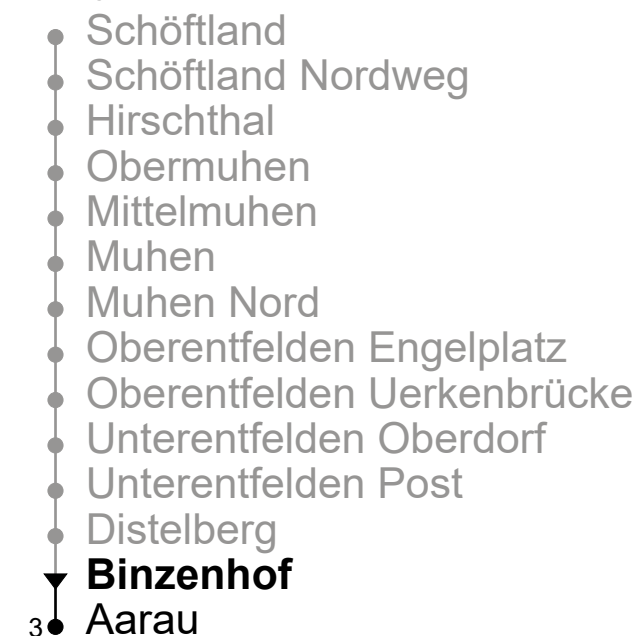 Schöftland
Schöftland Nordweg
Hirschthal
Obermuhen
Mittelmuhen
Muhen
Muhen Nord
Oberentfelden Engelplatz
Oberentfelden Uerkenbrücke
Unterentfelden Oberdorf
Unterentfelden Post
Distelberg
Binzenhof
3 Aarau